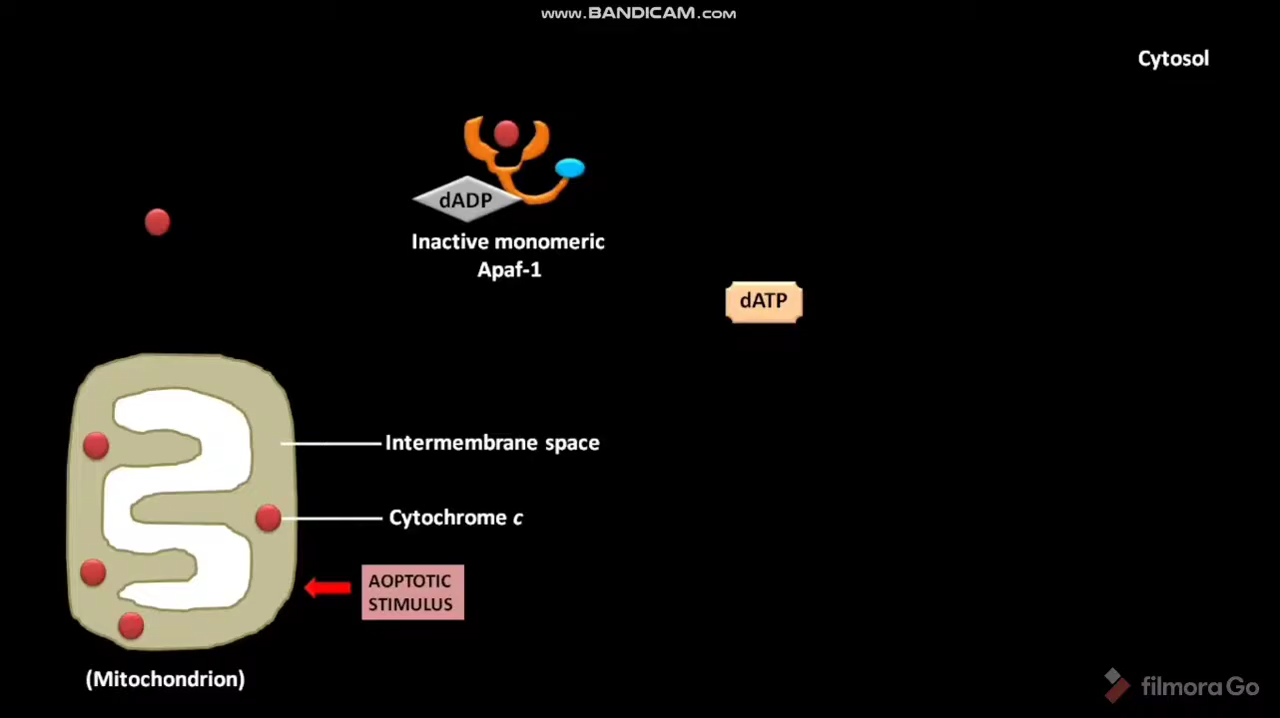 www.BANDICAM.com
Cytosol
dADP
Inactive monomeric
Apaf-1
dATP
Intermembrane space
Cytochrome c
AOPTOTIC
STIMULUS
(Mitochondrion)
filmoraGo